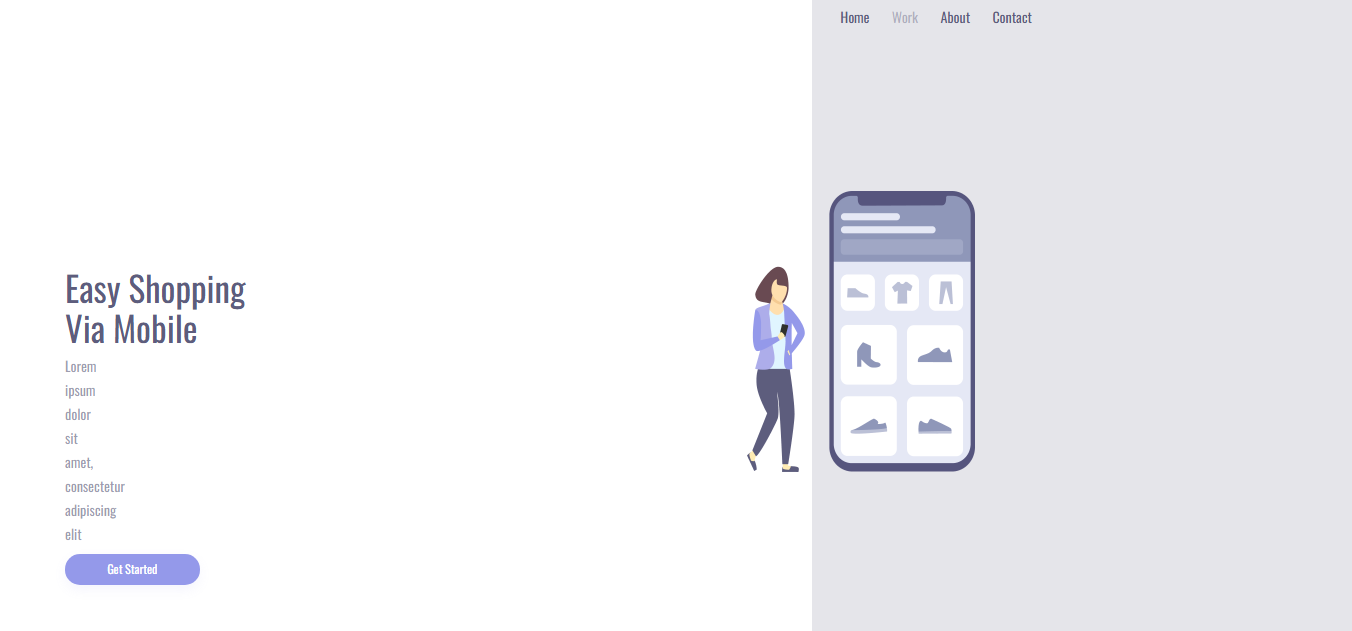 Home Work About Contact
Easy Shopping
Via Mobile
Lorem
ipsum
dolor
sit
amet,
consectetur
adipiscing
elit
Get Started